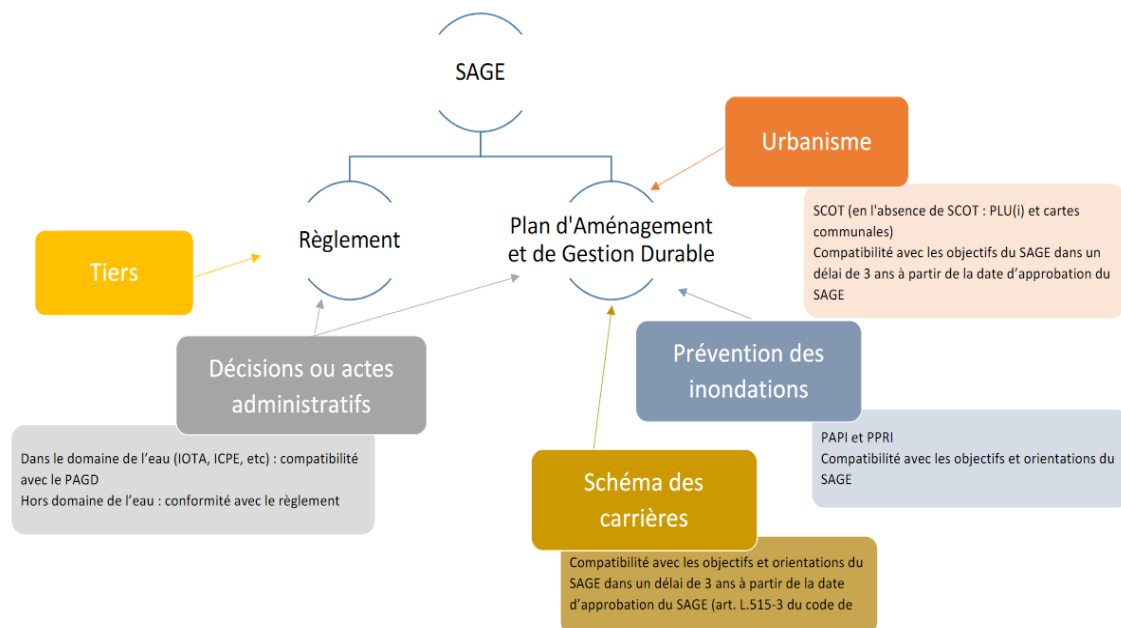 SAGE
Urbanisme
SCOT (en l'absence de SCOT : PLU(i) et cartes
communales)
Compatibilité avec les objectifs du SAGE dans un
délai de 3 ans à partir de la date d’approbation du
SAGE
Règlement
Plan d'Aménagement
et de Gestion Durable
Tiers
Décisions ou actes
administratifs
Dans le domaine de l’eau (IOTA, ICPE, etc) : compatibilité
avec le PAGD
Hors domaine de l’eau : conformité avec le règlement
Prévention des
inondations
PAPI et PPRI
Compatibilité avec les objectifs et orientations du
SAGE
Schéma des
carrières
Compatibilité avec les objectifs et orientations du
SAGE dans un délai de 3 ans à partir de la date
d’approbation du SAGE (art. L.515-3 du code de